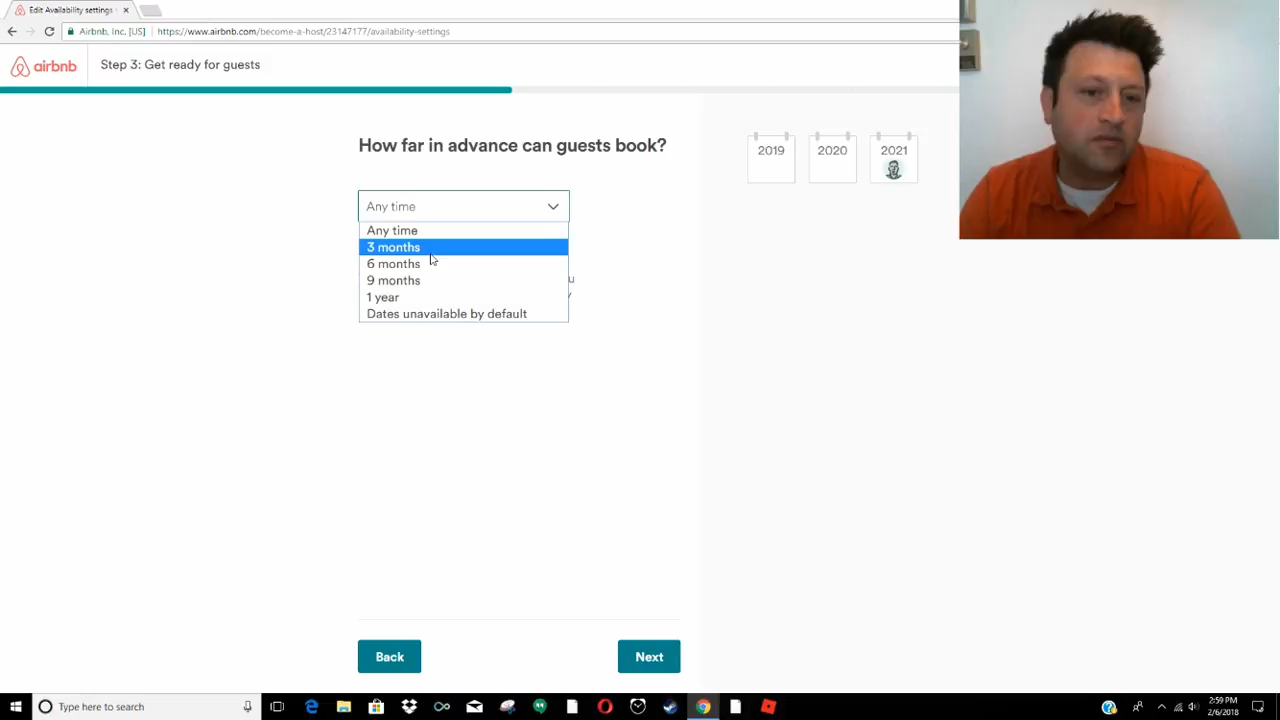 Edit Availability settings
Airbnb, Inc. [US]
https://www.airbnb.com/become-a-host/23147177/availability-settings
airbnb
Step 3: Get ready for guests
How far in advance can guests book?
2019
2020
2021
Any time
Any time
3 months
6 months
9 months
1 year
Dates unavailable by default
u
Back
Next
Type here to search
2:59 PM
2/6/2018